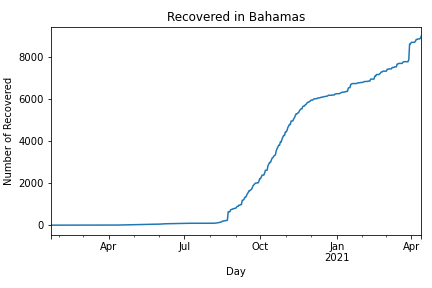 Recovered in Bahamas
Number of Recovered
8000
6000
4000
2000
0
Apr
Jul
Oct
Jan
2021
Apr
Day